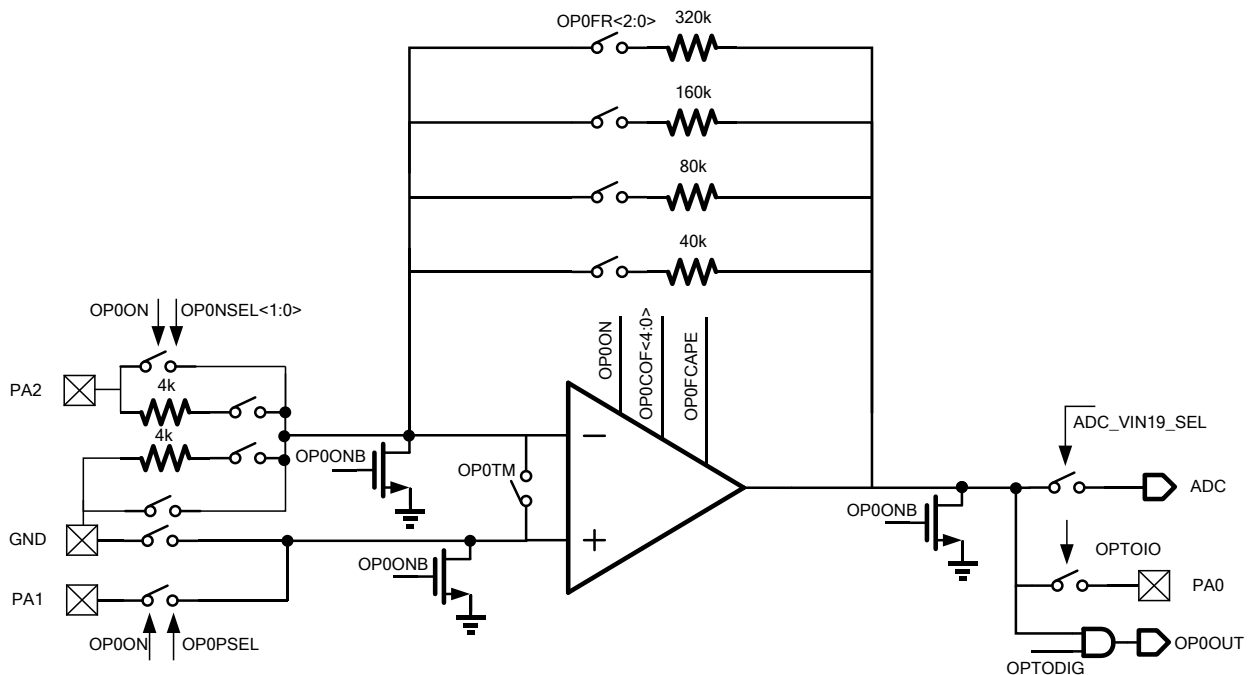 OP0FR<2:0>
320k
160k
80k
40k
OP0ON
OP0NSEL<1:0>
PA2
4k
4k
GND
PA1
OP0ON
OP0PSEL
OP0ONB
OP0ONB
OP0TM
OP0ON
OP0COF<4:0>
OP0FCAPE
OP0ONB
ADC_VIN19_SEL
ADC
OPTOIO
PA0
OPTODIG
OP0OUT